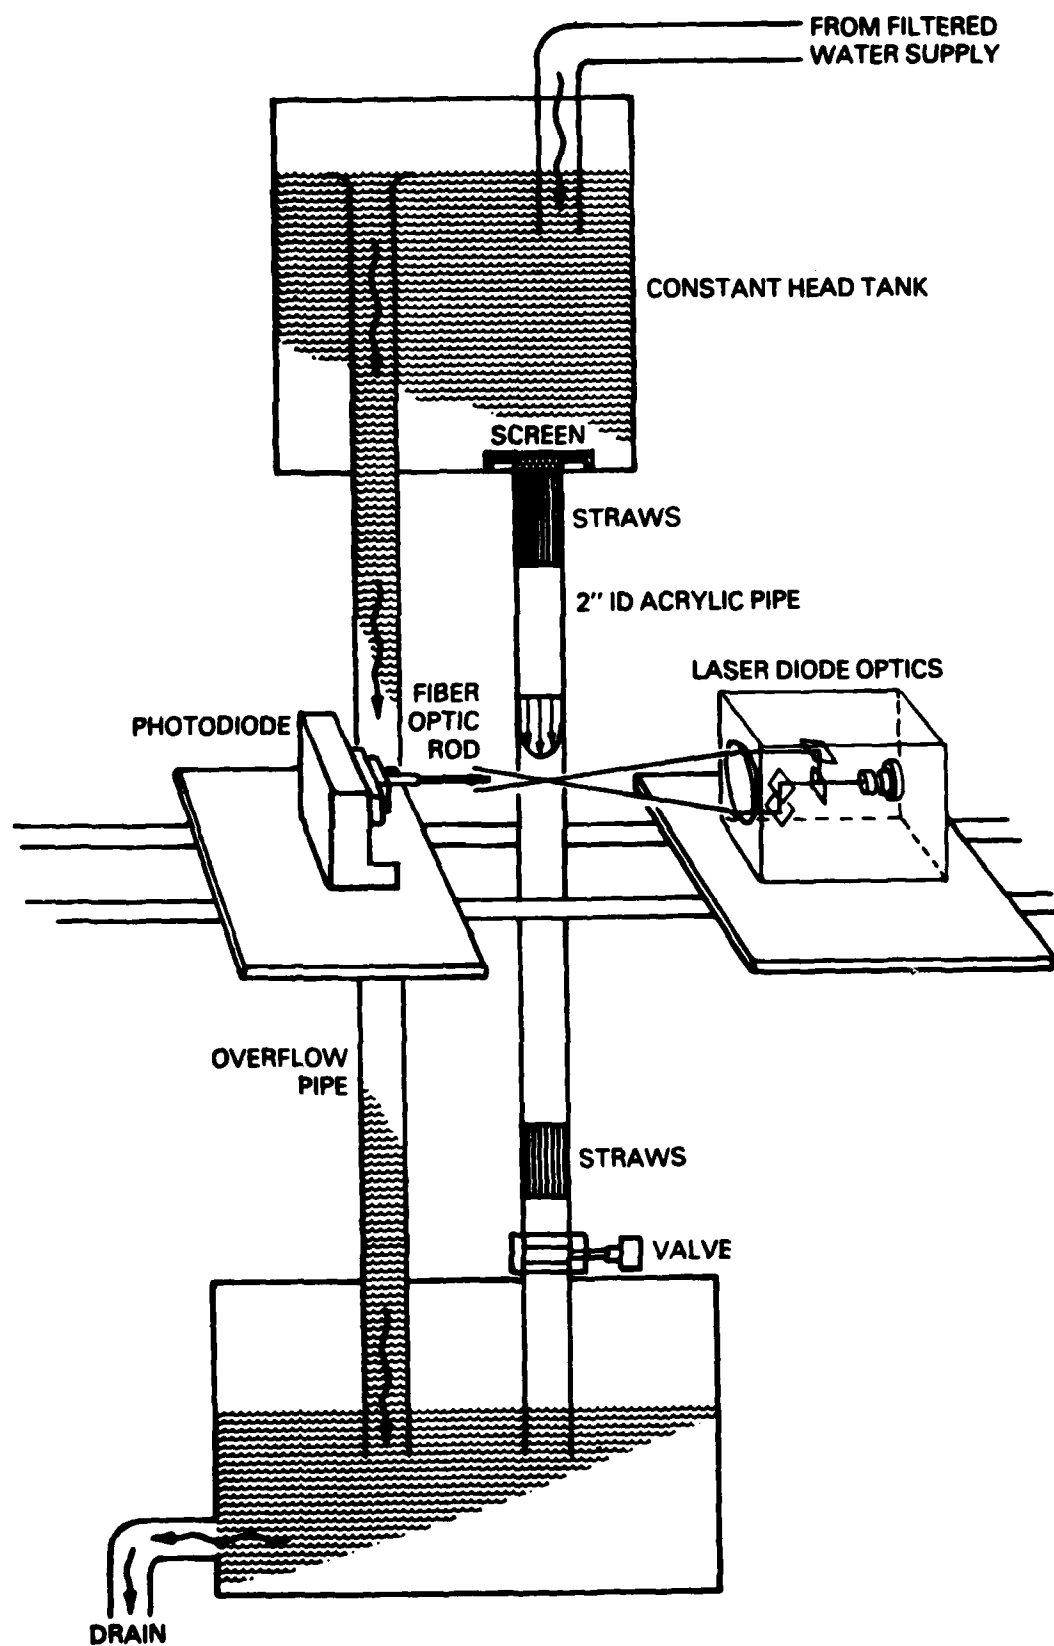 FROM FILTERED
WATER SUPPLY
CONSTANT HEAD TANK
SCREEN
STRAWS
2" ID ACRYLIC PIPE
LASER DIODE OPTICS
FIBER
OPTIC
ROD
PHOTODIODE
OVERFLOW
PIPE
STRAWS
VALVE
DRAIN